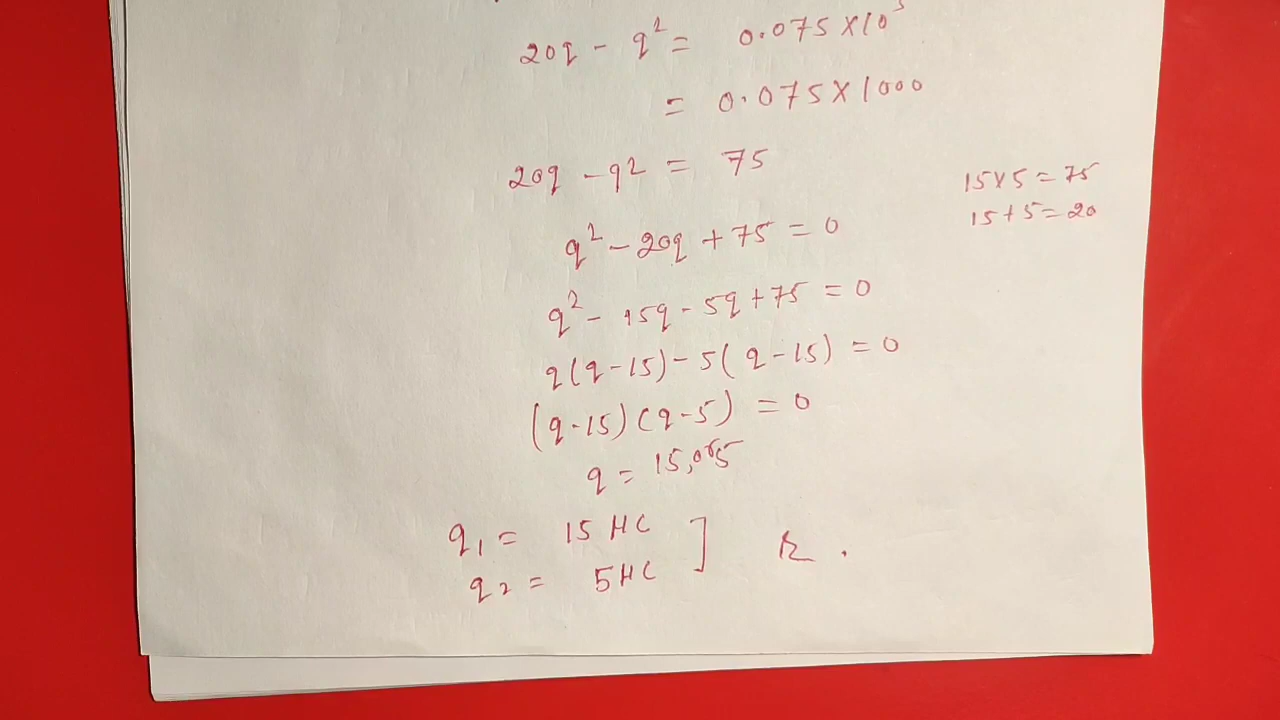 20q - q² = 0.075 × 10³
= 0.075 × 1000
20q - q2 = 75
15×5 = 75
15+5 = 20
q² - 20q + 75 = 0
q² - 15q - 5q + 75 = 0
q(q-15) - 5(q-15) = 0
(q-15)(q-5) = 0
q = 15, or 5
q₁ = 15 μC
q₂ = 5 μC